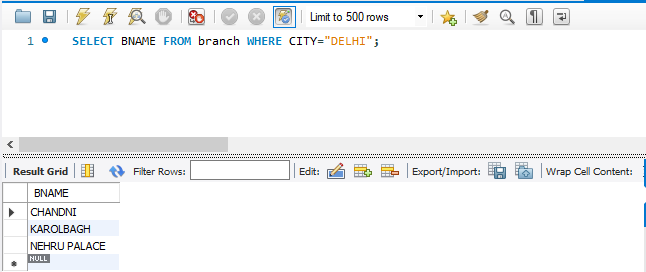 Limit to 500 rows
1 SELECT BNAME FROM branch WHERE CITY="DELHI";
Result Grid Filter Rows: Edit: Export/Import: Wrap Cell Content:
BNAME
CHANDNI
KAROLBAGH
NEHRU PALACE
NULL